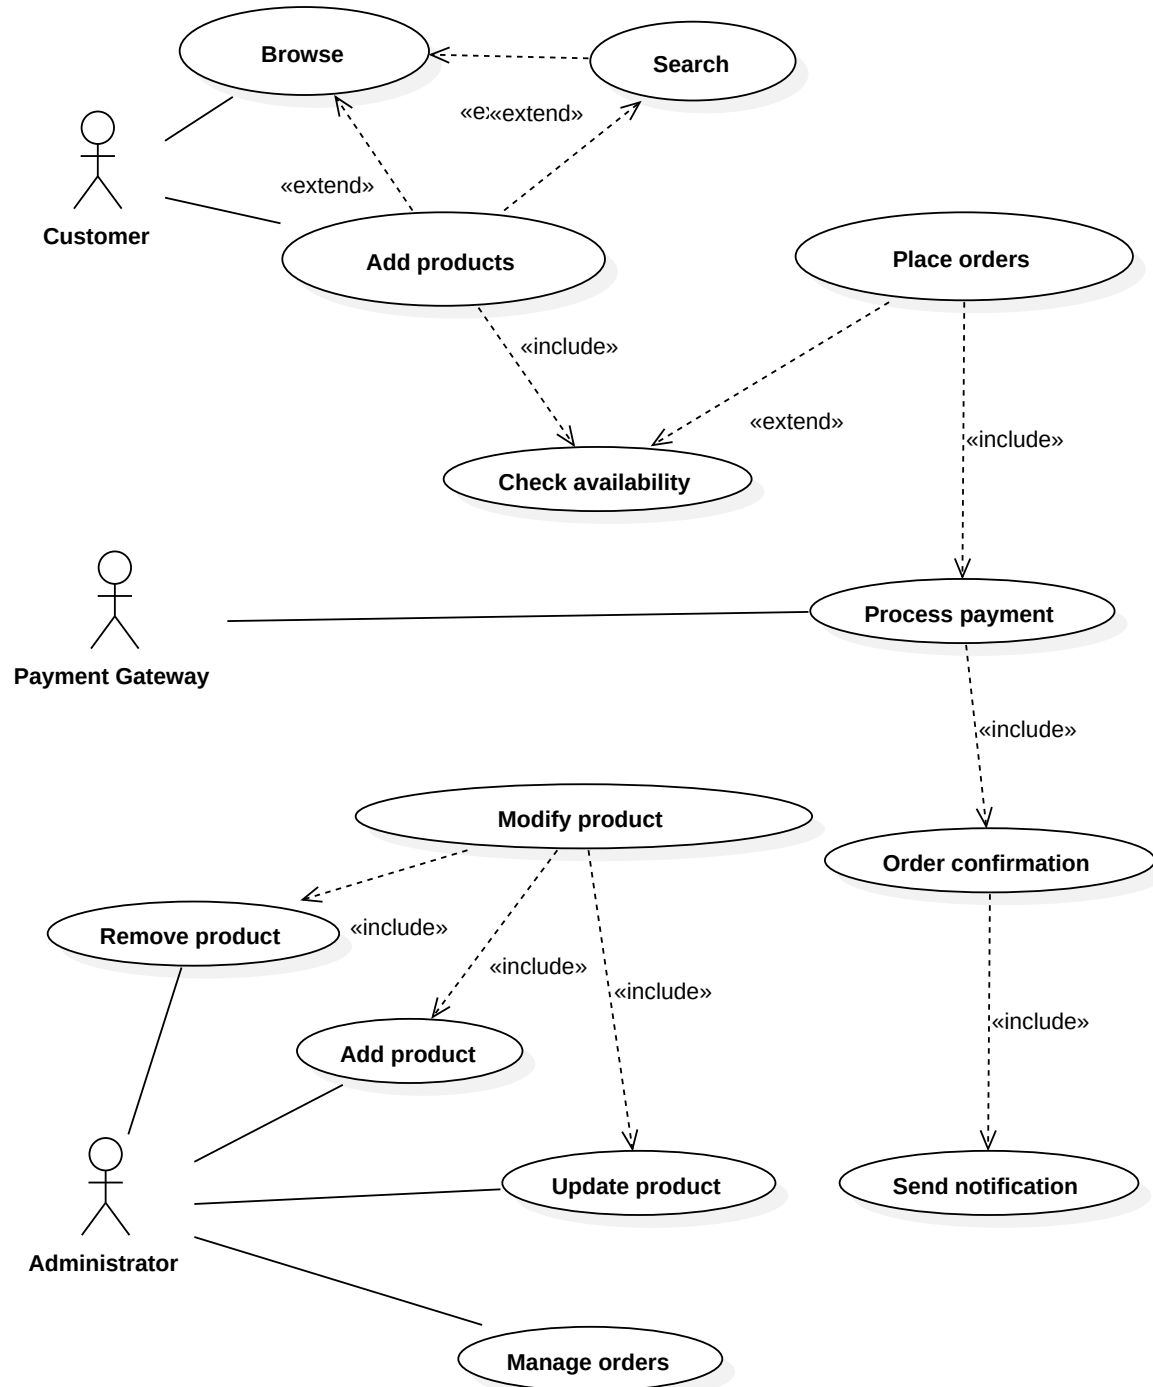 Browse
Search
«e
«extend»
«extend»
Customer
Add products
Place orders
«include»
«extend»
«include»
Check availability
Process payment
Payment Gateway
«include»
Modify product
Order confirmation
Remove product
«include»
«include»
«include»
«include»
Add product
Update product
Send notification
Administrator
Manage orders